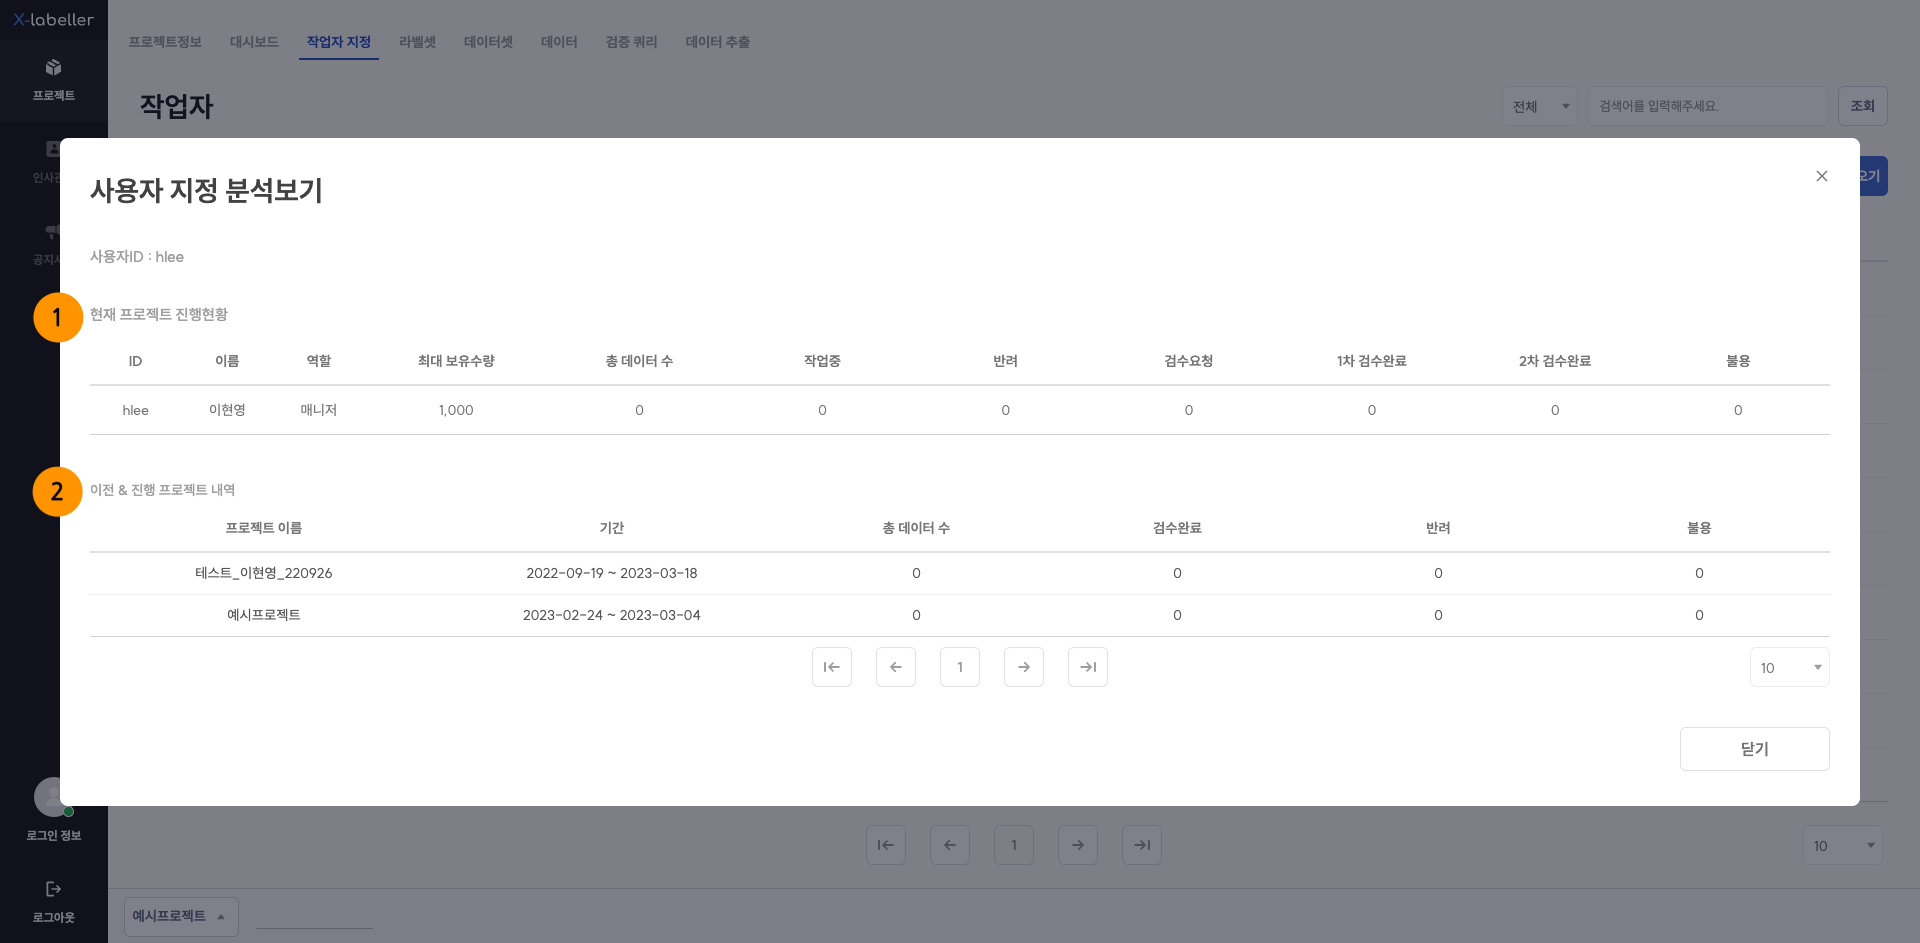 X-labeller
프로젝트정보 대시보드 작업자 지정 라벨셋 데이터셋 데이터 검증 쿼리 데이터 추출
프로젝트
작업자
전체
검색어를 입력해주세요.
조회
인사
오기
공지
사용자 지정 분석보기
사용자ID : hlee
1
현재 프로젝트 진행현황
ID 이름 역할 최대 보유수량 총 데이터 수 작업중 반려 검수요청 1차 검수완료 2차 검수완료 불용
hlee 이현영 매니저 1,000 0 0 0 0 0 0 0
2
이전 & 진행 프로젝트 내역
프로젝트 이름 기간 총 데이터 수 검수완료 반려 불용
테스트_이현영_220926 2022-09-19 ~ 2023-03-18 0 0 0 0
예시프로젝트 2023-02-24 ~ 2023-03-04 0 0 0 0
1
10
닫기
로그인 정보
1
10
로그아웃
예시프로젝트